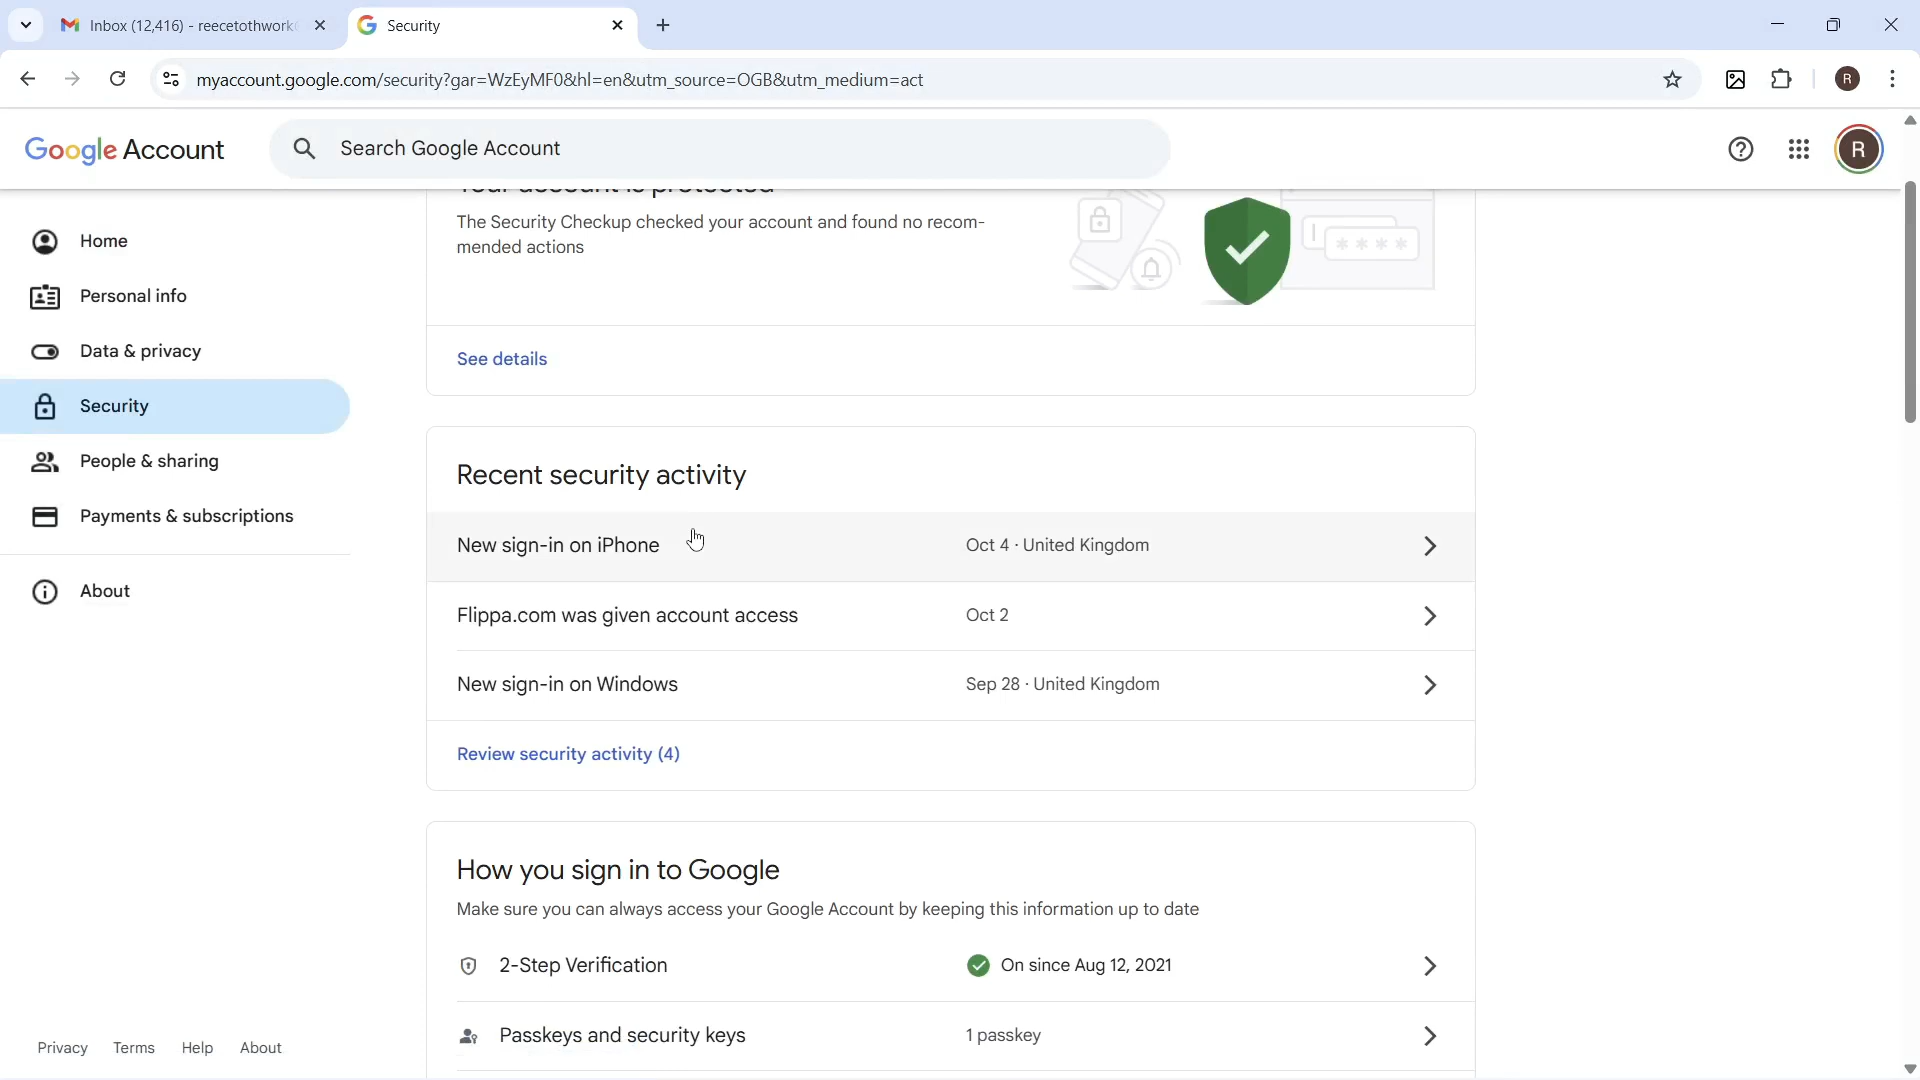 Inbox (12,416) - reecetothwork
Security
myaccount.google.com/security?gar=WzEyMF0&hl=en&utm_source=OGB&utm_medium=act
R
Google Account
Search Google Account
R
Your account is protected
The Security Checkup checked your account and found no recom-
mended actions
* * * *
See details
Home
Personal info
Data & privacy
Security
People & sharing
Payments & subscriptions
About
Recent security activity
New sign-in on iPhone
Oct 4 · United Kingdom
Flippa.com was given account access
Oct 2
New sign-in on Windows
Sep 28 · United Kingdom
Review security activity (4)
How you sign in to Google
Make sure you can always access your Google Account by keeping this information up to date
2-Step Verification
On since Aug 12, 2021
Passkeys and security keys
1 passkey
Privacy
Terms
Help
About